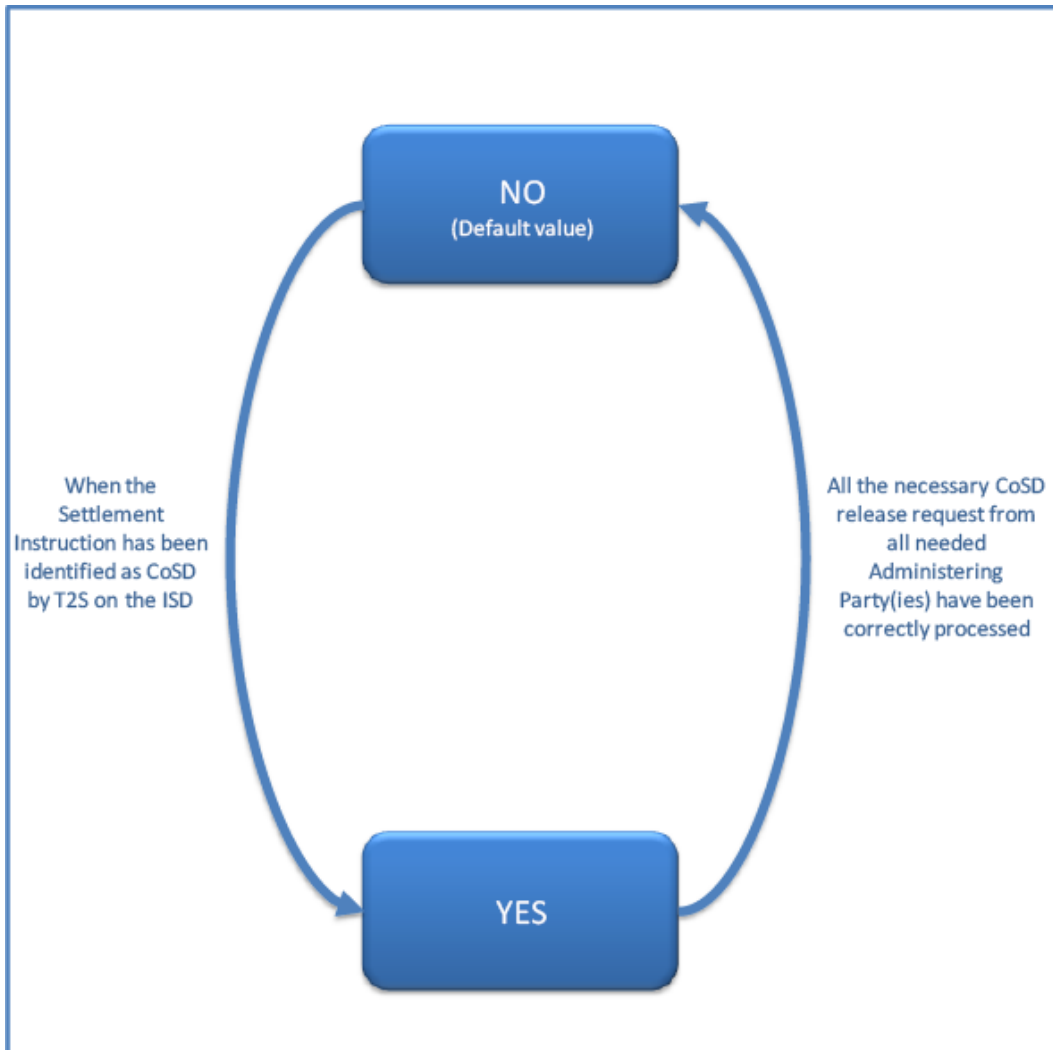 NO
(Default value)
When the
Settlement
Instruction has been
identified as CoSD
by T2S on the ISD
All the necessary CoSD
release request from
all needed
Administering
Party(ies) have been
correctly processed
YES